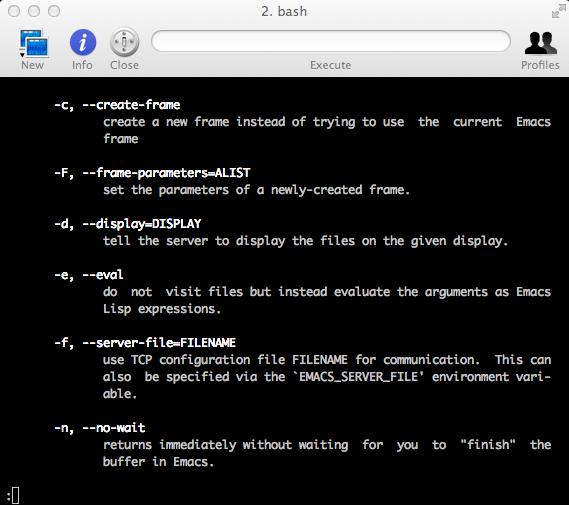 2. bash
New
Info
Close
Execute
Profiles
-c, --create-frame
create a new frame instead of trying to use  the  current  Emacs
frame
-F, --frame-parameters=ALIST
set the parameters of a newly-created frame.
-d, --display=DISPLAY
tell the server to display the files on the given display.
-e, --eval
do  not  visit files but instead evaluate the arguments as Emacs
Lisp expressions.
-f, --server-file=FILENAME
use TCP configuration file FILENAME for communication.  This can
also  be specified via the `EMACS_SERVER_FILE' environment vari-
able.
-n, --no-wait
returns immediately without waiting  for  you  to  "finish"  the
buffer in Emacs.
: